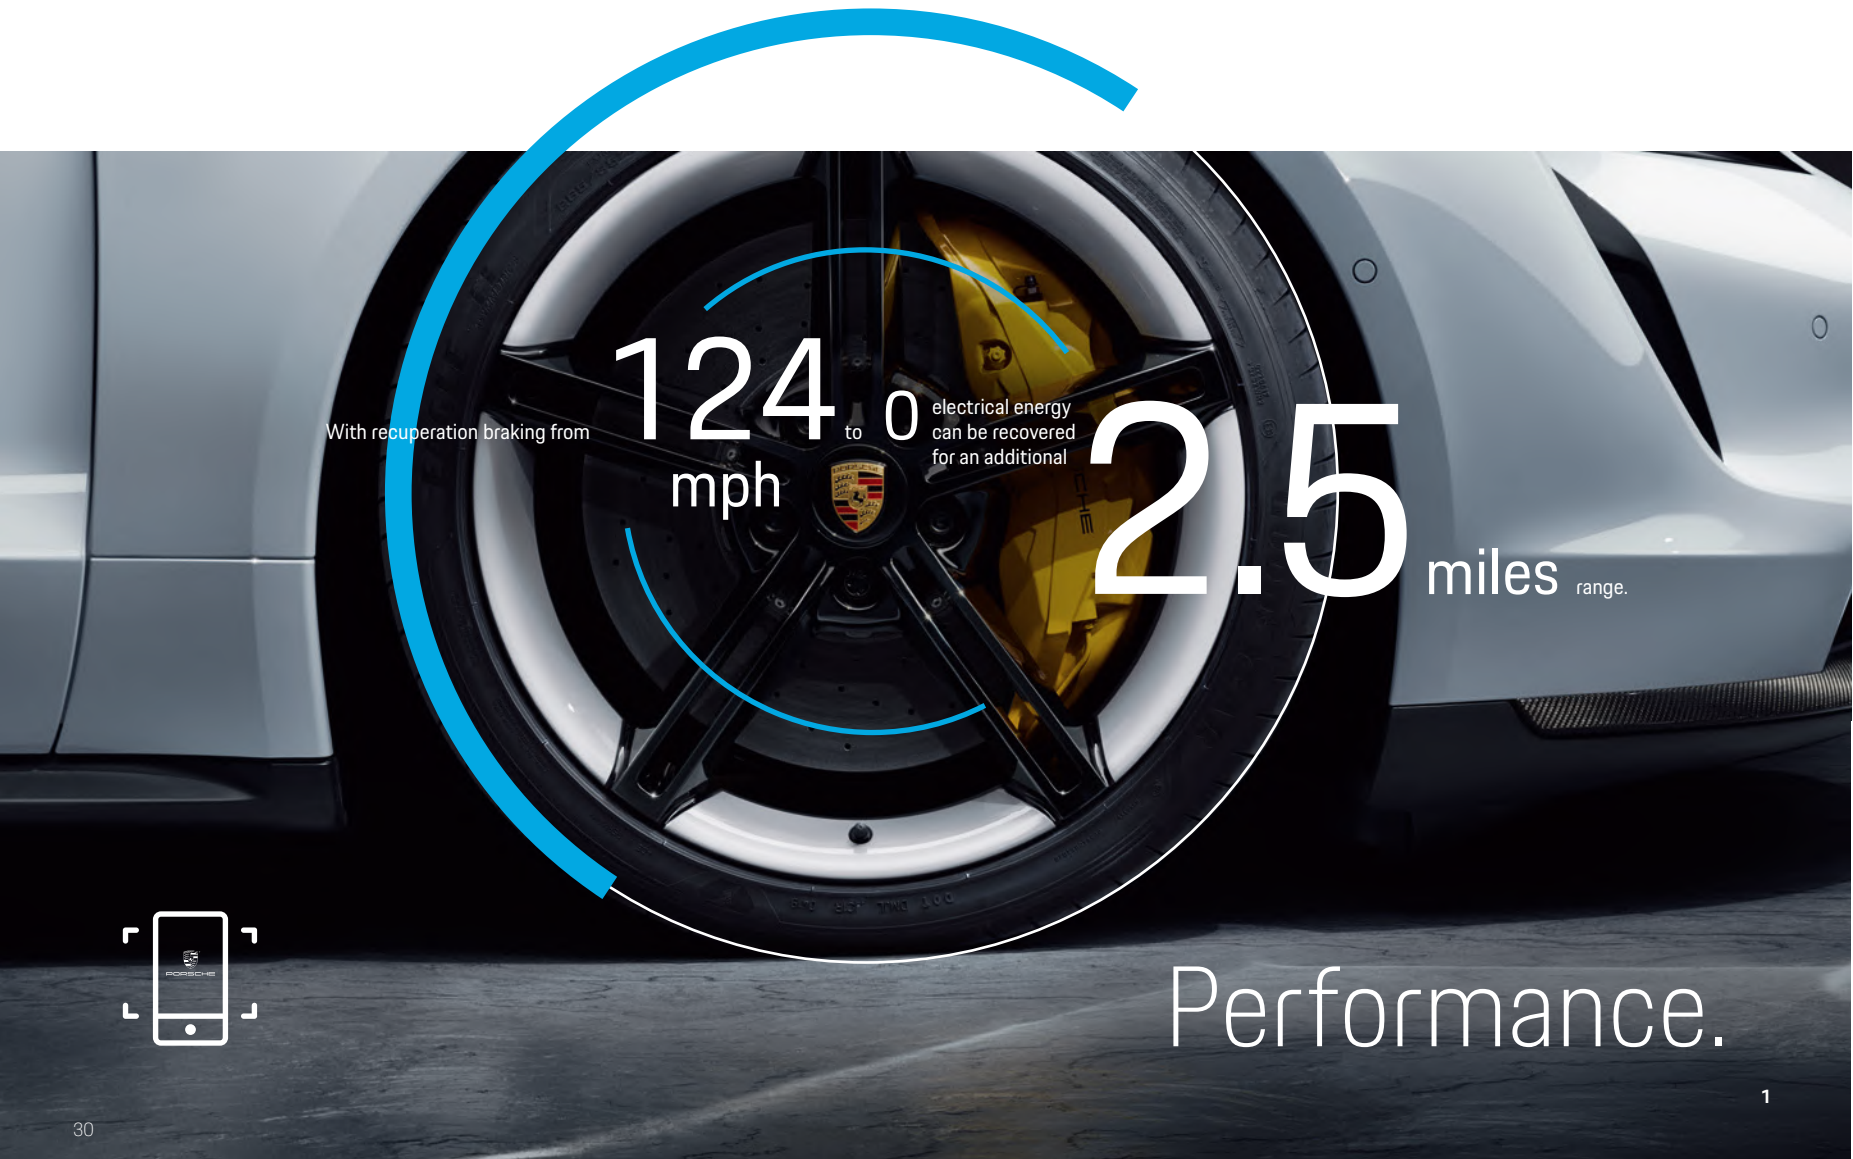 With recuperation braking from
124
mph
to
0
electrical energy
can be recovered
for an additional
2.5
miles
range.
PORSCHE
Performance.
1
30